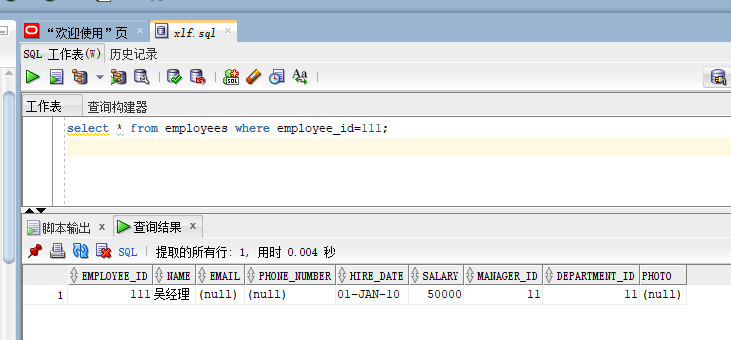 “欢迎使用”页 xlf.sql
SQL 工作表(W) 历史记录
工作表 查询构建器
select * from employees where employee_id=111;
脚本输出 x 查询结果 x
SQL | 提取的所有行: 1, 用时 0.004 秒
EMPLOYEE_ID NAME EMAIL PHONE_NUMBER HIRE_DATE SALARY MANAGER_ID DEPARTMENT_ID PHOTO
1 111 吴经理 (null) (null) 01-JAN-10 50000 11 11 (null)